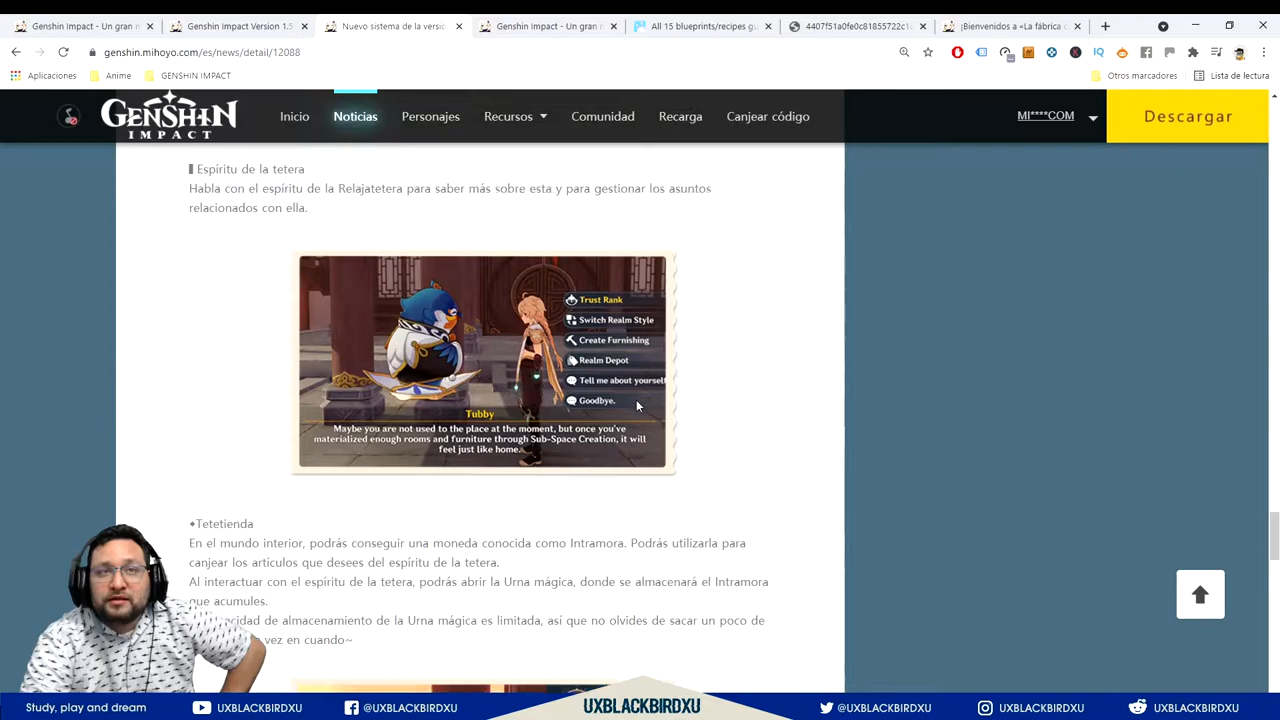 Genshin Impact - Un gran m
Genshin Impact Version 1.5
Nuevo sistema de la versio
Genshin Impact - Un gran m
All 15 blueprints/recipes gu
4407f51a0fe0c81855722c1
¡Bienvenidos a «La fábrica
genshin.mihoyo.com/es/news/detail/12088
Aplicaciones
Anime
GENSHIN IMPACT
Otros marcadores
Lista de lectura
GENSHIN
IMPACT
Inicio
Noticias
Personajes
Recursos
Comunidad
Recarga
Canjear código
MI****COM
Descargar
Espíritu de la tetera
Habla con el espíritu de la Relajatetera para saber más sobre esta y para gestionar los asuntos
relacionados con ella.
Trust Rank
Switch Realm Style
Create Furnishing
Realm Depot
Tell me about yourself
Goodbye.
Tubby
Maybe you are not used to the place at the moment, but once you've
materialized enough rooms and furniture through Sub-Space Creation, it will
feel just like home.
◆Tetetienda
En el mundo interior, podrás conseguir una moneda conocida como Intramora. Podrás utilizarla para
canjear los artículos que desees del espíritu de la tetera.
Al interactuar con el espíritu de la tetera, podrás abrir la Urna mágica, donde se almacenará el Intramora
que acumules.
cidad de almacenamiento de la Urna mágica es limitada, así que no olvides de sacar un poco de
vez en cuando~
Study, play and dream
UXBLACKBIRDXU
@UXBLACKBIRDXU
UXBLACKBIRDXU
@UXBLACKBIRDXU
UXBLACKBIRDXU
UXBLACKBIRDXU